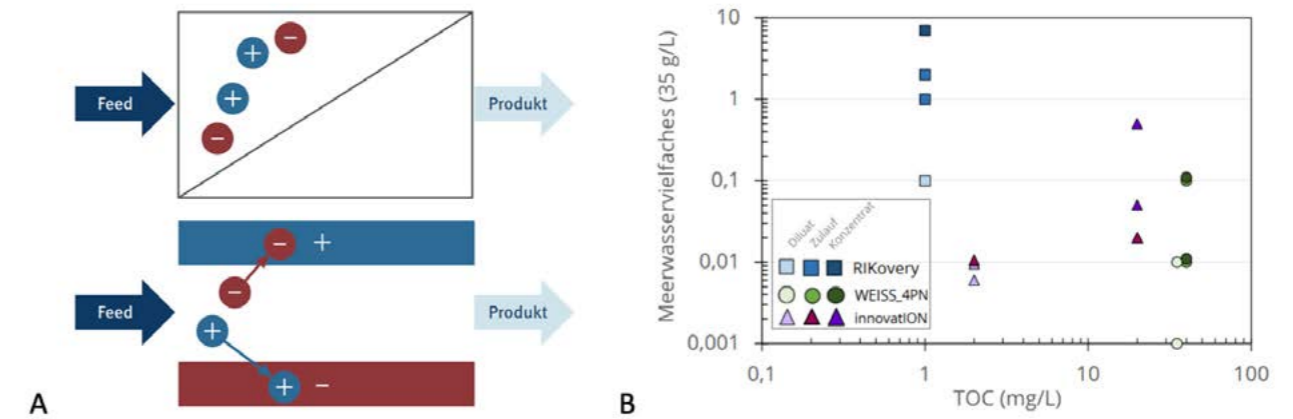 Feed
Produkt
+
−
+
−
− +
−
Feed
Produkt
+
+ −
A
B
Meerwasservielfaches (35 g/L)
10
1
0,1
0,01
0,001
Diluat
Zulauf
Konzentrat
RIKovery
WEISS_4PN
innovatION
0,1
1
10
100
TOC (mg/L)